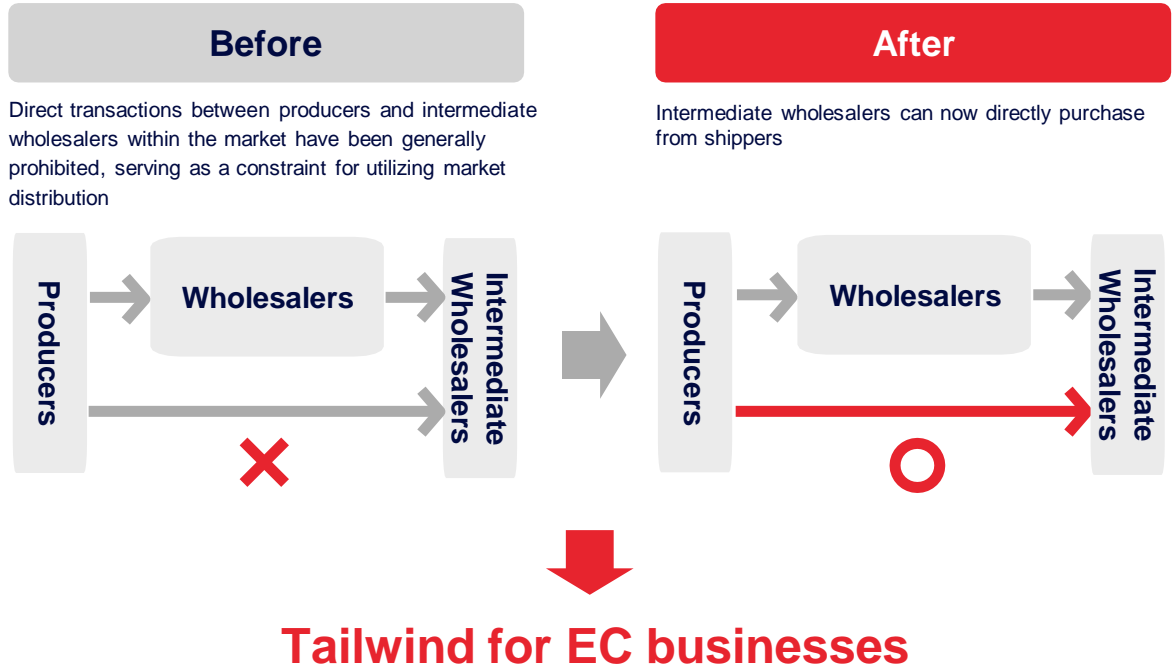 Before
Direct transactions between producers and intermediate
wholesalers within the market have been generally
prohibited, serving as a constraint for utilizing market
distribution
Producers
Wholesalers
Intermediate
Wholesalers
After
Intermediate wholesalers can now directly purchase
from shippers
Producers
Wholesalers
Intermediate
Wholesalers
Tailwind for EC businesses